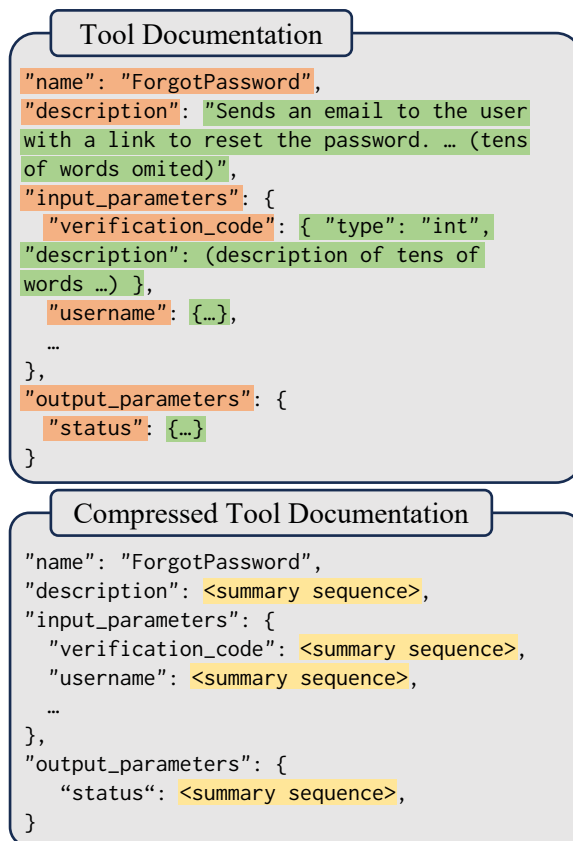 Tool Documentation
"name": "ForgotPassword",
"description": "Sends an email to the user
with a link to reset the password. … (tens
of words omited)",
"input_parameters": {
"verification_code": { "type": "int",
"description": (description of tens of
words …) },
"username": {…},
…
},
"output_parameters": {
"status": {…}
}
Compressed Tool Documentation
"name": "ForgotPassword",
"description": <summary sequence>,
"input_parameters": {
"verification_code": <summary sequence>,
"username": <summary sequence>,
…
},
"output_parameters": {
“status“: <summary sequence>,
}